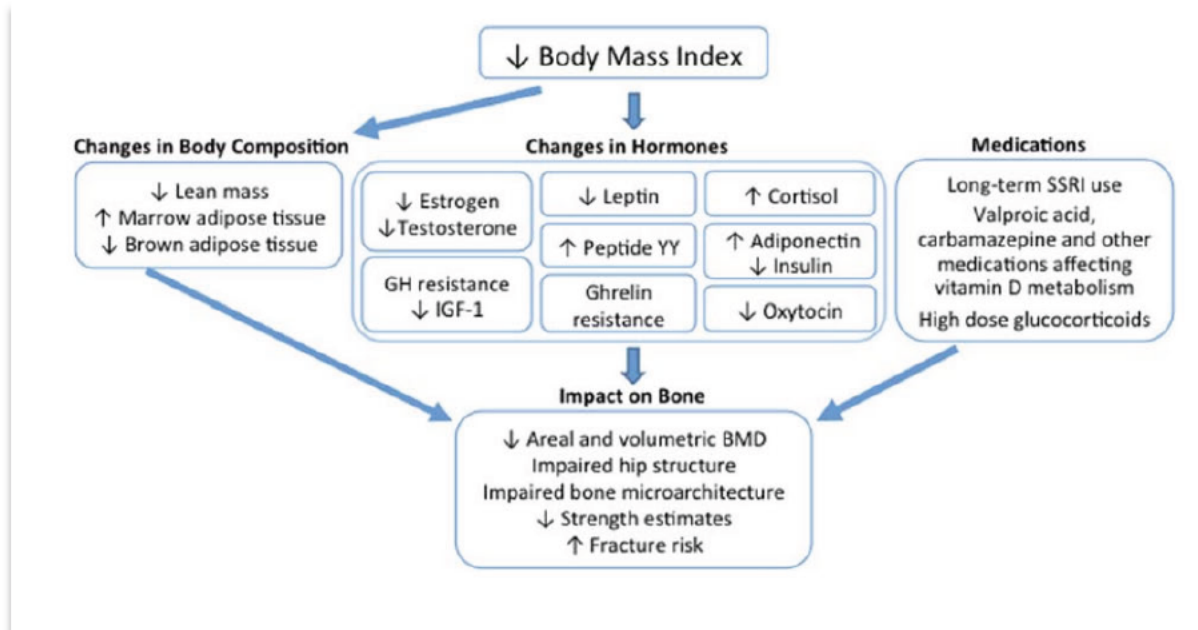 ↓ Body Mass Index
Changes in Body Composition
↓ Lean mass
↑ Marrow adipose tissue
↓ Brown adipose tissue
Changes in Hormones
↓ Estrogen
↓Testosterone
GH resistance
↓ IGF-1
↓ Leptin
↑ Peptide YY
Ghrelin
resistance
↑ Cortisol
↑ Adiponectin
↓ Insulin
↓ Oxytocin
Medications
Long-term SSRI use
Valproic acid,
carbamazepine and other
medications affecting
vitamin D metabolism
High dose glucocorticoids
Impact on Bone
↓ Areal and volumetric BMD
Impaired hip structure
Impaired bone microarchitecture
↓ Strength estimates
↑ Fracture risk